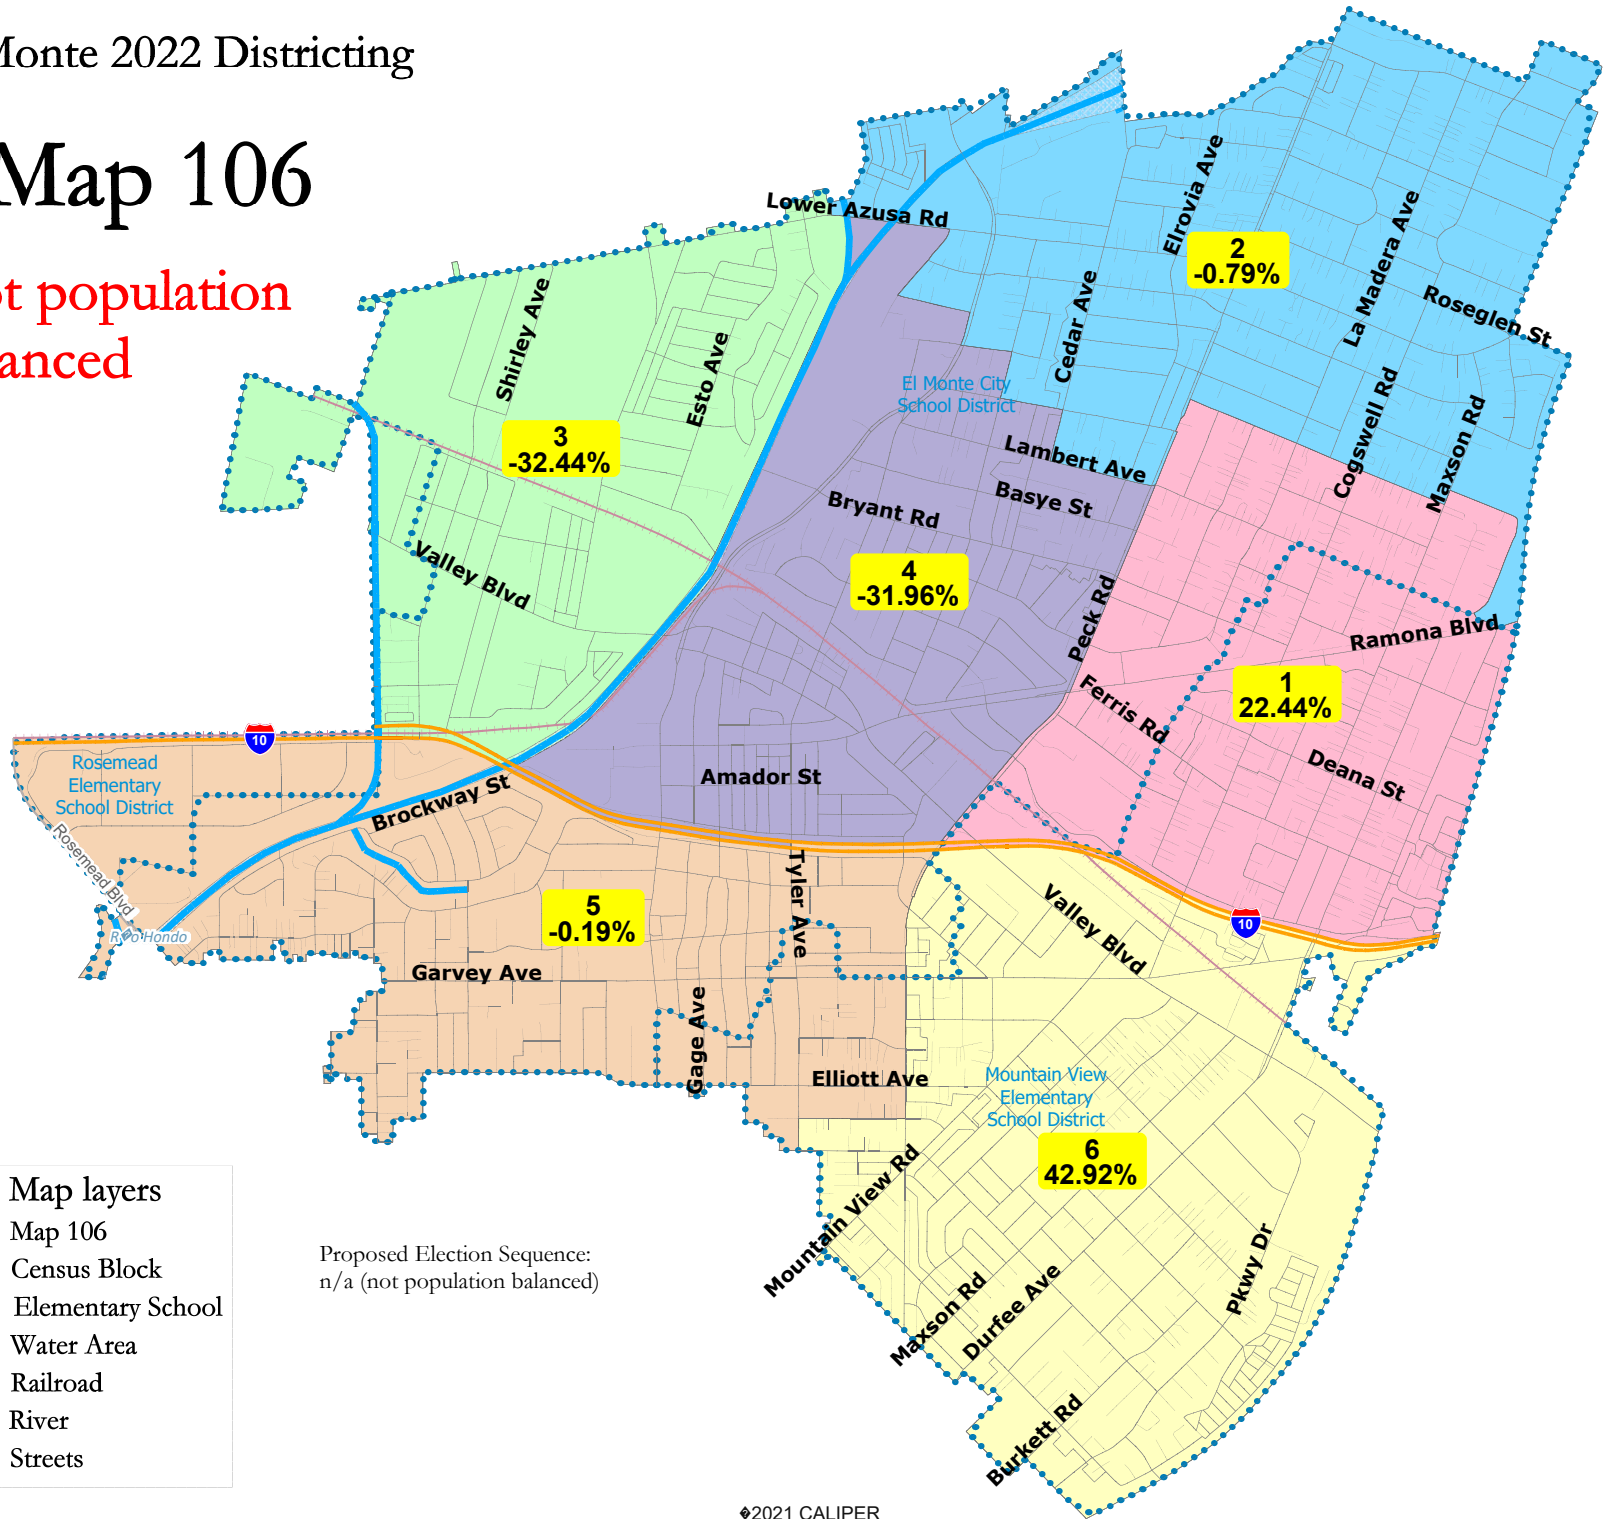 Monte 2022 Districting
Map 106
ot population
anced
Lower Azusa Rd
Elrovia Ave
2
-0.79%
La Madera Ave
Roseglen St
Cedar Ave
Shirley Ave
Esto Ave
El Monte City
School District
Cogswell Rd
Maxson Rd
3
-32.44%
Lambert Ave
Basye St
Bryant Rd
Valley Blvd
4
-31.96%
Peck Rd
Ramona Blvd
1
22.44%
Ferris Rd
Deana St
10
Rosemead
Elementary
School District
Amador St
Brockway St
Rosemead Blvd
R�o Hondo
5
-0.19%
Tyler Ave
Valley Blvd
10
Garvey Ave
Gage Ave
Elliott Ave
Mountain View
Elementary
School District
6
42.92%
Mountain View Rd
Maxson Rd
Durfee Ave
Pkwy Dr
Burkett Rd
Map layers
Map 106
Census Block
Elementary School
Water Area
Railroad
River
Streets
Proposed Election Sequence:
n/a (not population balanced)
�2021 CALIPER